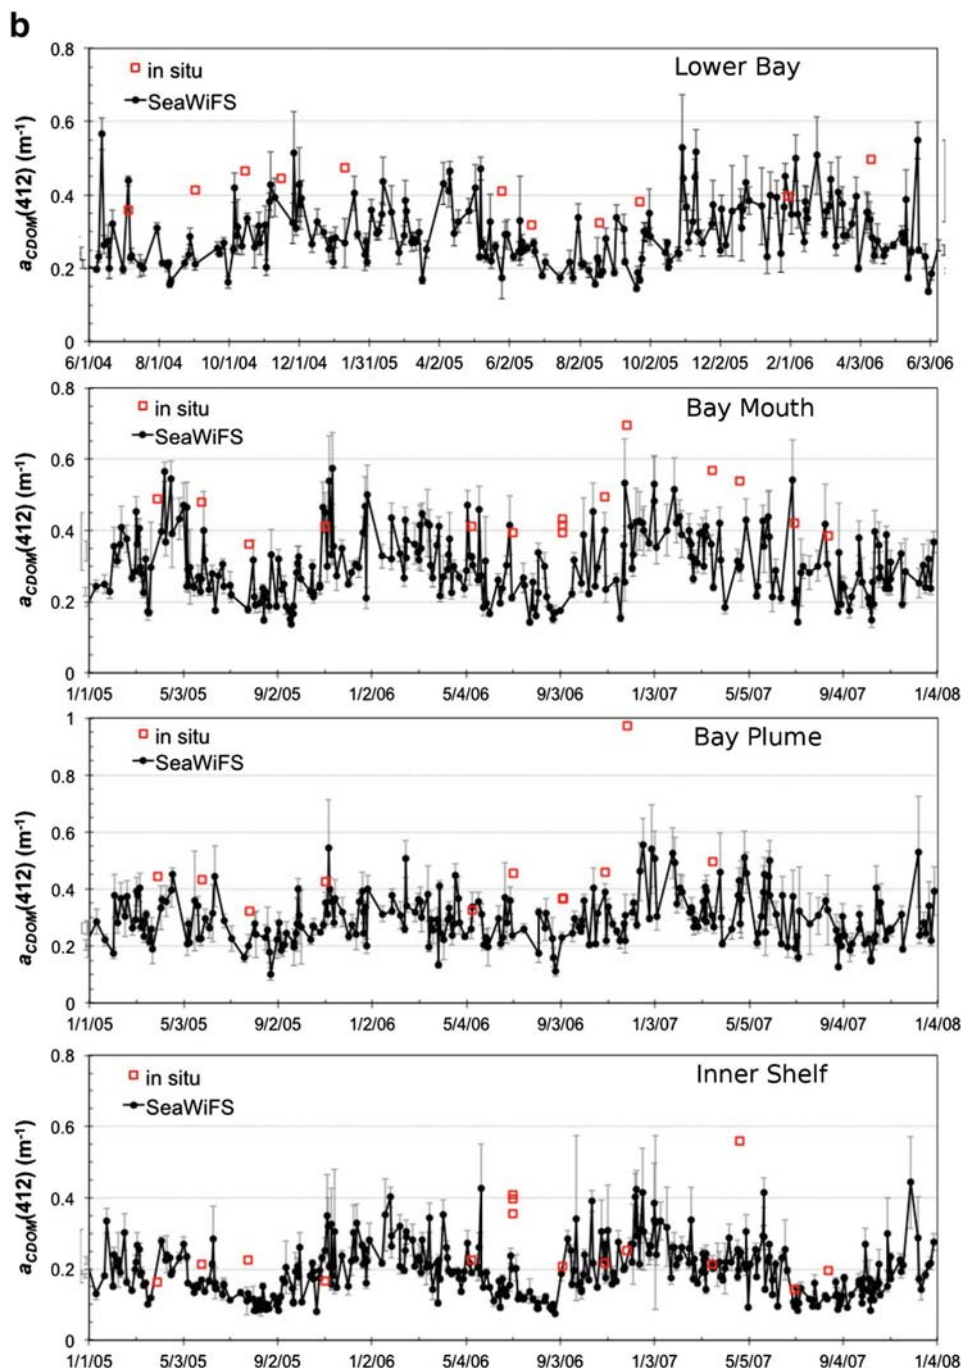 b
0.8
Lower Bay
in situ
SeaWiFS
0.6
0.4
0.2
0
aCDOM(412) (m-1)
6/1/04 8/1/04 10/1/04 12/1/04 1/31/05 4/2/05 6/2/05 8/2/05 10/2/05 12/2/05 2/1/06 4/3/06 6/3/06
0.8
Bay Mouth
in situ
SeaWiFS
0.6
0.4
0.2
0
aCDOM(412) (m-1)
1/1/05 5/3/05 9/2/05 1/2/06 5/4/06 9/3/06 1/3/07 5/5/07 9/4/07 1/4/08
1
Bay Plume
in situ
SeaWiFS
0.8
0.6
0.4
0.2
0
aCDOM(412) (m-1)
1/1/05 5/3/05 9/2/05 1/2/06 5/4/06 9/3/06 1/3/07 5/5/07 9/4/07 1/4/08
0.8
Inner Shelf
in situ
SeaWiFS
0.6
0.4
0.2
0
aCDOM(412) (m-1)
1/1/05 5/3/05 9/2/05 1/2/06 5/4/06 9/3/06 1/3/07 5/5/07 9/4/07 1/4/08